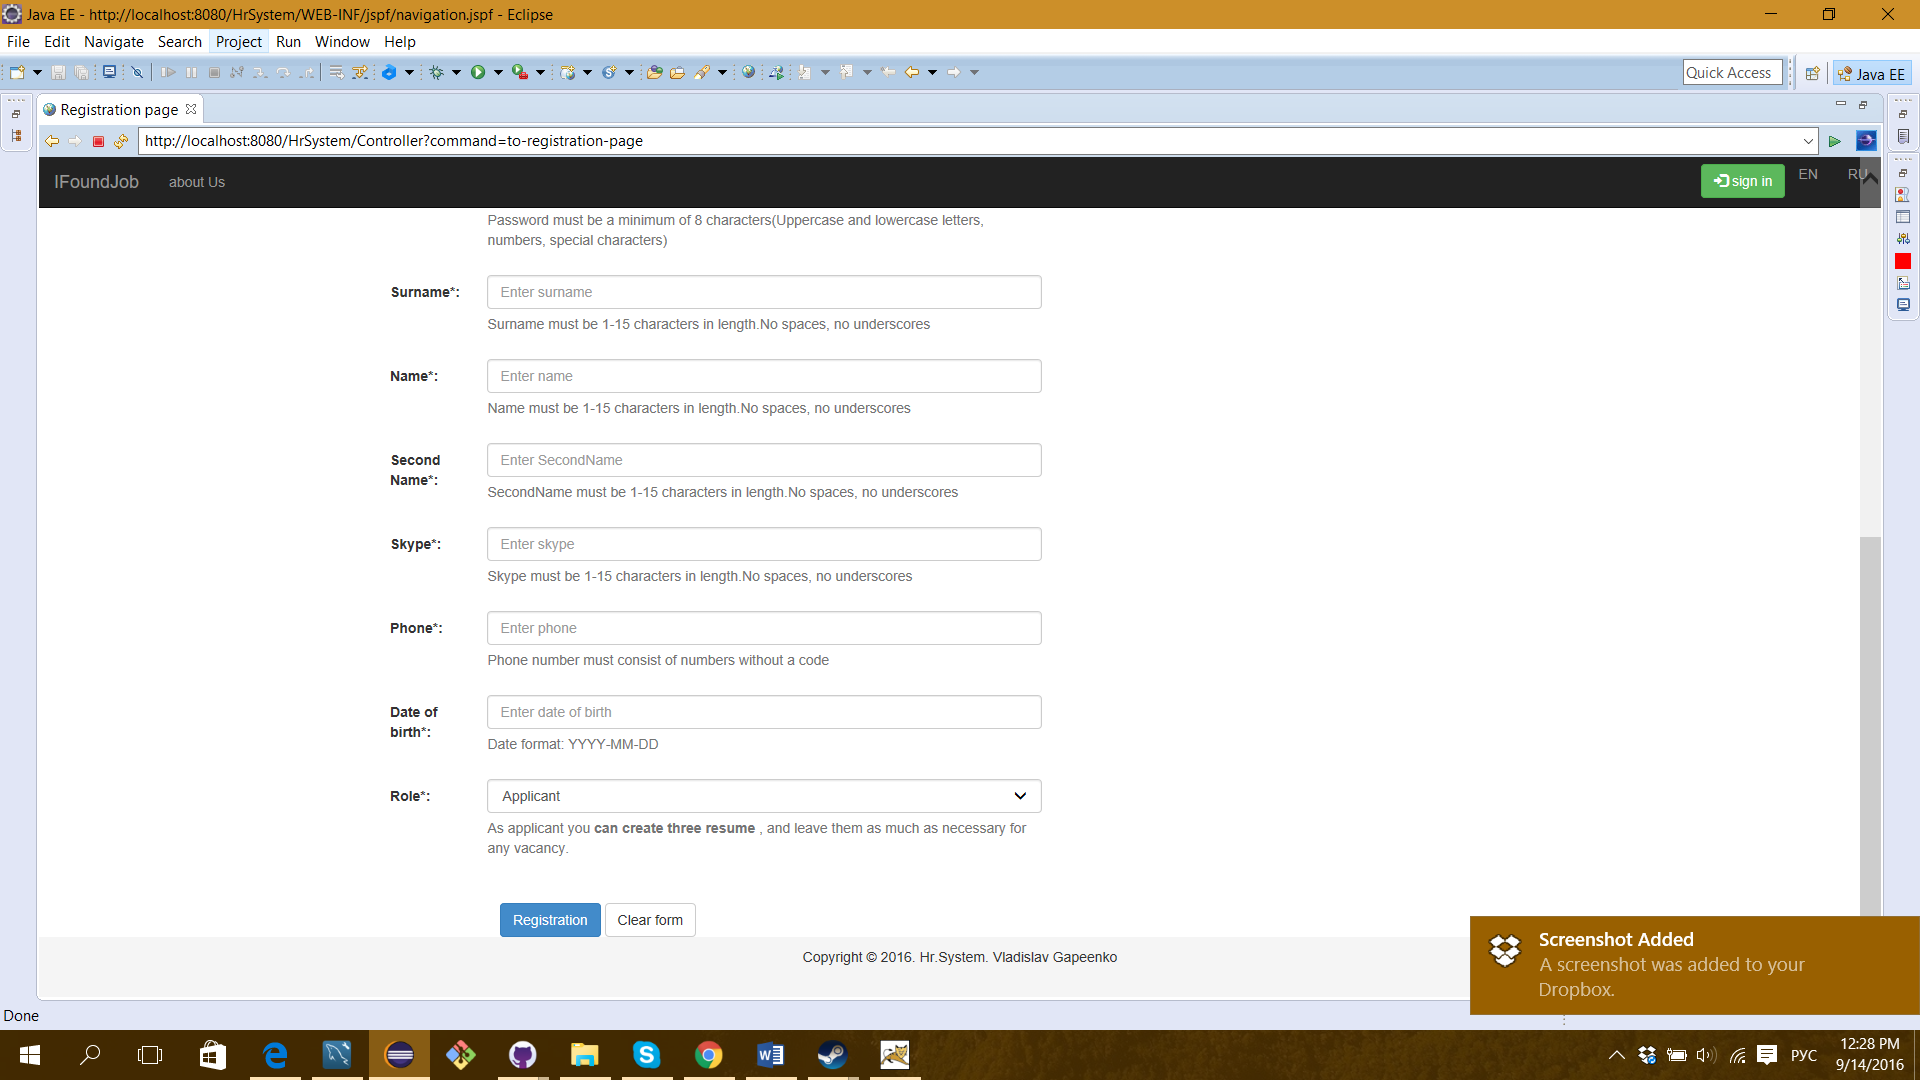 Java EE - http://localhost:8080/HrSystem/WEB-INF/jspf/navigation.jspf - Eclipse
File Edit Navigate Search Project Run Window Help
Quick Access
Java EE
Registration page
http://localhost:8080/HrSystem/Controller?command=to-registration-page
IFoundJob about Us sign in EN RU
Password must be a minimum of 8 characters(Uppercase and lowercase letters,
numbers, special characters)
Surname*: Enter surname
Surname must be 1-15 characters in length.No spaces, no underscores
Name*: Enter name
Name must be 1-15 characters in length.No spaces, no underscores
Second
Name*:
Enter SecondName
SecondName must be 1-15 characters in length.No spaces, no underscores
Skype*: Enter skype
Skype must be 1-15 characters in length.No spaces, no underscores
Phone*: Enter phone
Phone number must consist of numbers without a code
Date of
birth*:
Enter date of birth
Date format: YYYY-MM-DD
Role*: Applicant
As applicant you can create three resume , and leave them as much as necessary for
any vacancy.
Registration Clear form
Copyright © 2016. Hr.System. Vladislav Gapeenko
Screenshot Added
A screenshot was added to your
Dropbox.
Done
РУС
12:28 PM
9/14/2016